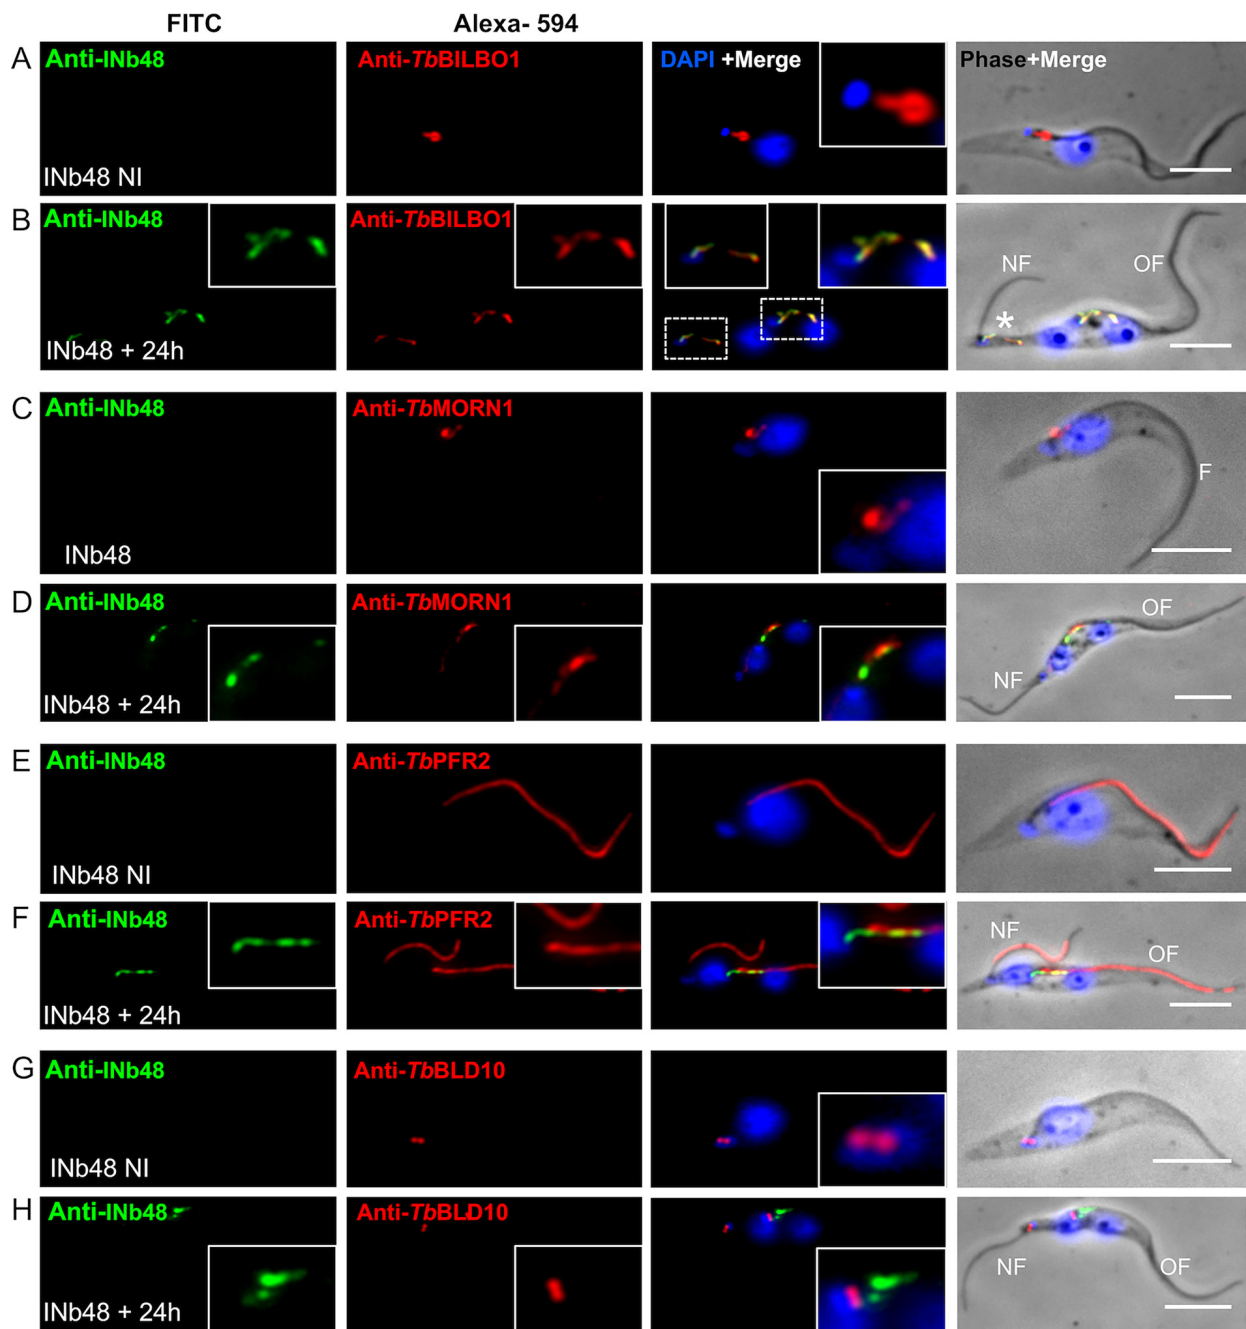 FITC Alexa- 594
A Anti-INb48 Anti-TbBILBO1 DAPI +Merge Phase+Merge
INb48 NI
B Anti-INb48 Anti-TbBILBO1
NF OF
*
INb48 + 24h
C Anti-INb48 Anti-TbMORN1
F
INb48
D Anti-INb48 Anti-TbMORN1
OF
NF
INb48 + 24h
E Anti-INb48 Anti-TbPFR2
INb48 NI
F Anti-INb48 Anti-TbPFR2
NF
OF
INb48 + 24h
G Anti-INb48 Anti-TbBLD10
INb48 NI
H Anti-INb48 Anti-TbBLD10
NF OF
INb48 + 24h